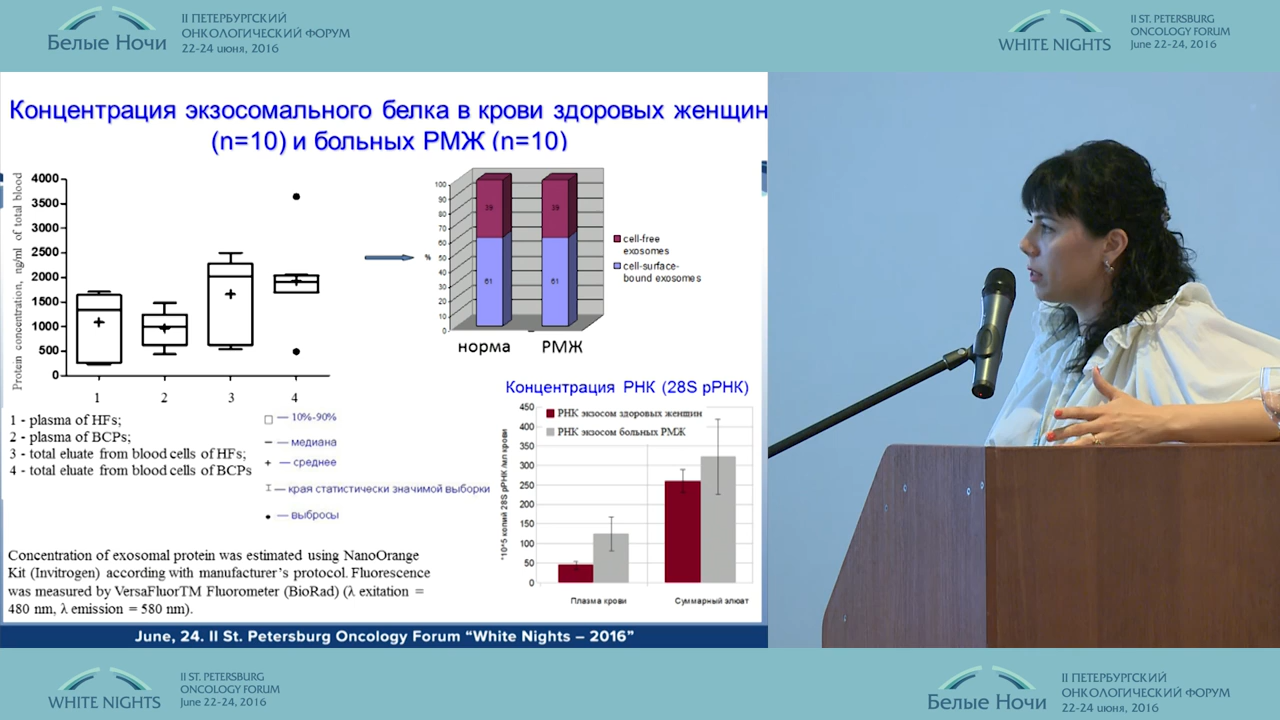 II ПЕТЕРБУРГСКИЙ
ОНКОЛОГИЧЕСКИЙ ФОРУМ
Белые Ночи
22-24 июня, 2016
II ST. PETERSBURG
ONCOLOGY FORUM
WHITE NIGHTS
June 22-24, 2016
Концентрация экзосомального белка в крови здоровых женщин
(n=10) и больных РМЖ (n=10)
Protein concentration, ng/ml of total blood
4000
3500
3000
2500
2000
1500
1000
500
0
1 2 3 4
1 - plasma of HFs;
2 - plasma of BCPs;
3 - total eluate from blood cells of HFs;
4 - total eluate from blood cells of BCPs
— 10%-90%
— медиана
— среднее
— края статистически значимой выборки
— выбросы
%
100
90
80
70
60
50
40
30
20
10
0
39 39
61 61
норма РМЖ
cell-free
exosomes
cell-surface-
bound exosomes
Концентрация РНК (28S рРНК)
*10^5 копий 28S рРНК /мл крови
450
400
350
300
250
200
150
100
50
0
РНК экзосом здоровых женщин
РНК экзосом больных РМЖ
Плазма крови Суммарный элюат
Concentration of exosomal protein was estimated using NanoOrange
Kit (Invitrogen) according with manufacturer's protocol. Fluorescence
was measured by VersaFluorTM Fluorometer (BioRad) (λ exitation =
480 nm, λ emission = 580 nm).
June, 24. II St. Petersburg Oncology Forum “White Nights – 2016”
II ST. PETERSBURG
ONCOLOGY FORUM
WHITE NIGHTS
June 22-24, 2016
II ПЕТЕРБУРГСКИЙ
ОНКОЛОГИЧЕСКИЙ ФОРУМ
Белые Ночи
22-24 июня, 2016